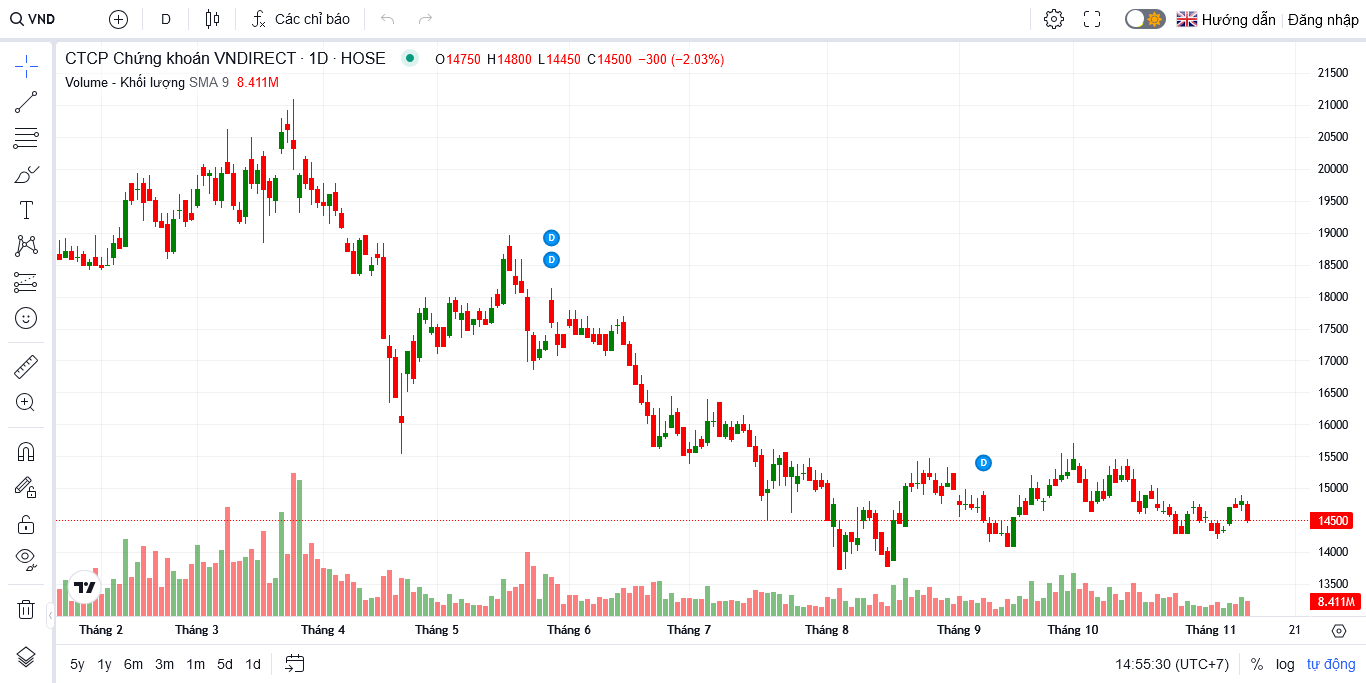 VND D Các chỉ báo Hướng dẫn Đăng nhập
CTCP Chứng khoán VNDIRECT · 1D · HOSE O14750 H14800 L14450 C14500 −300 (−2.03%)
Volume - Khối lượng SMA 9 8.411M
21500
21000
20500
20000
19500
19000
18500
18000
17500
17000
16500
16000
15500
15000
14500
14000
13500
8.411M
D
D
D
Tháng 2 Tháng 3 Tháng 4 Tháng 5 Tháng 6 Tháng 7 Tháng 8 Tháng 9 Tháng 10 Tháng 11 21
5y 1y 6m 3m 1m 5d 1d 14:55:30 (UTC+7) % log tự động